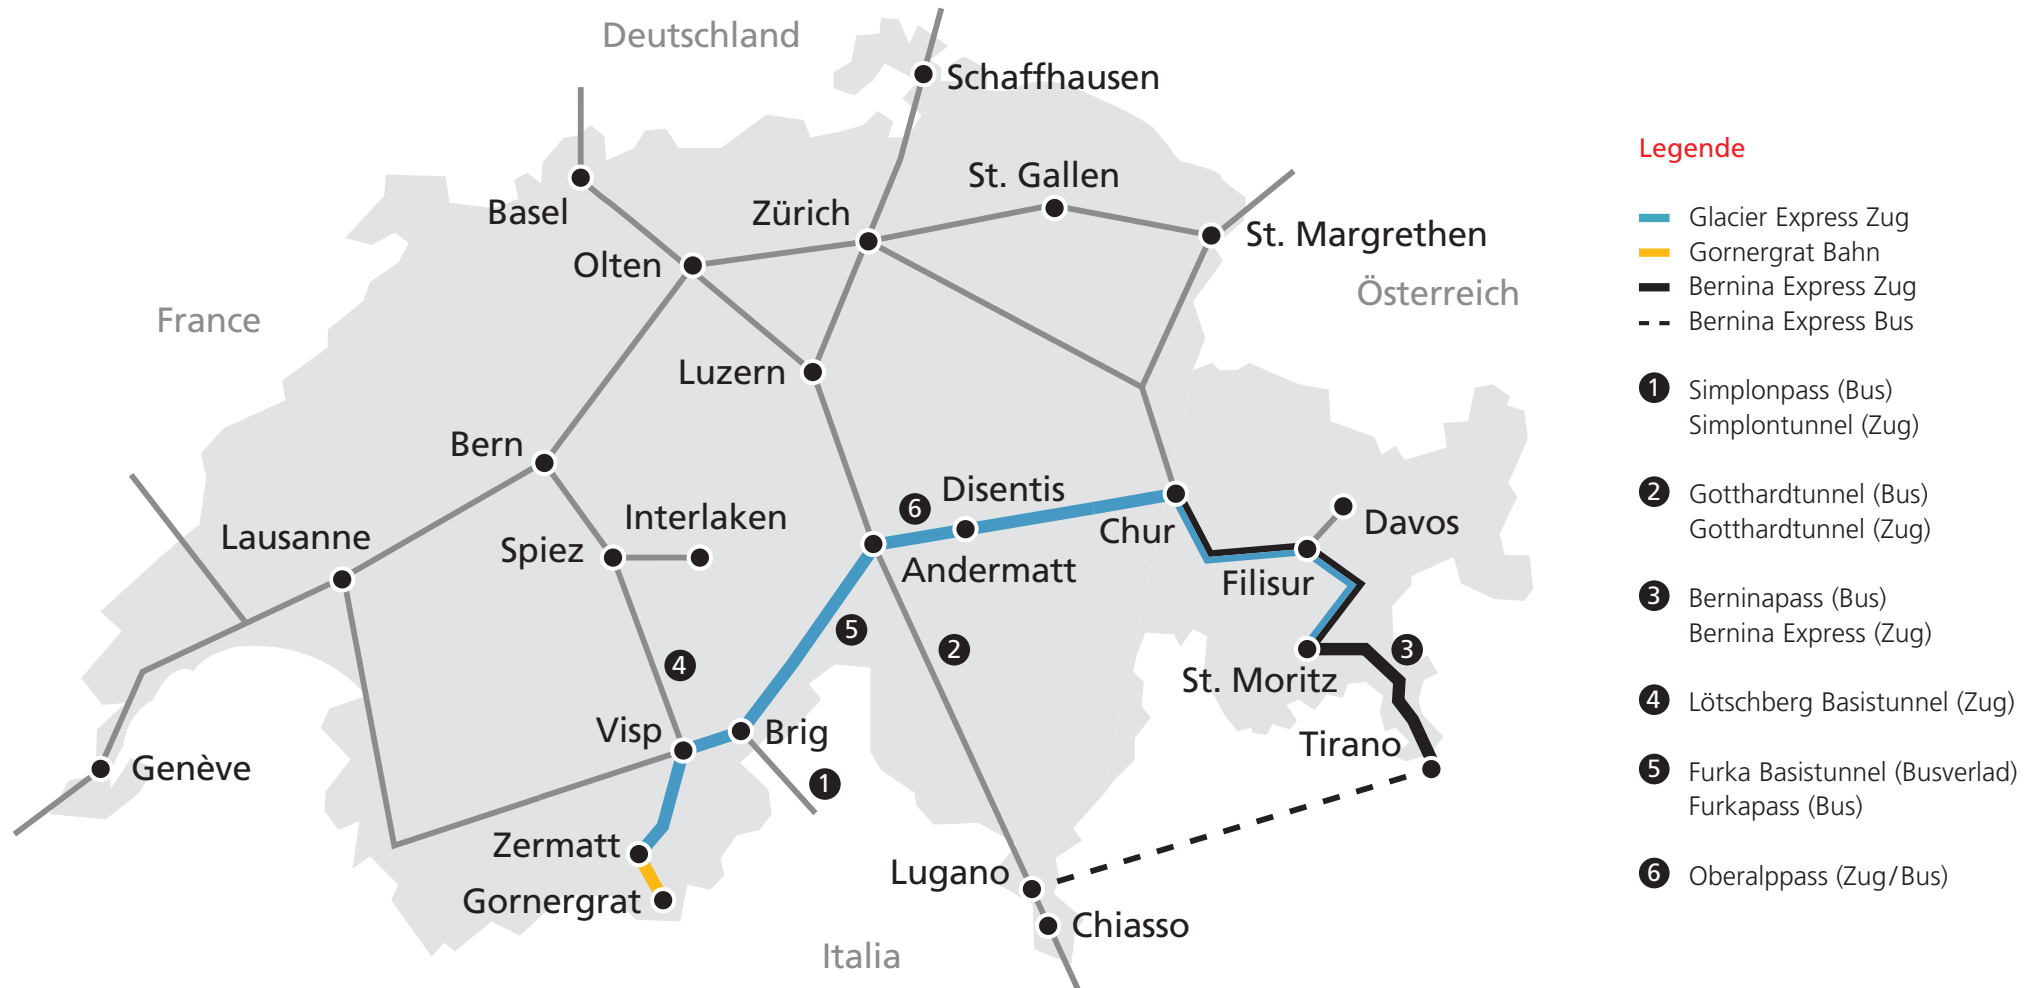 Deutschland
Schaffhausen
St. Gallen
Basel
Zürich
St. Margrethen
Olten
Österreich
France
Luzern
Bern
Disentis
6
Interlaken
Lausanne
Spiez
Chur
Davos
Andermatt
Filisur
5
2
3
4
St. Moritz
Visp
Brig
Tirano
Genève
1
Zermatt
Lugano
Gornergrat
Chiasso
Italia
Legende
Glacier Express Zug
Gornergrat Bahn
Bernina Express Zug
Bernina Express Bus
1 Simplonpass (Bus)
Simplontunnel (Zug)
2 Gotthardtunnel (Bus)
Gotthardtunnel (Zug)
3 Berninapass (Bus)
Bernina Express (Zug)
4 Lötschberg Basistunnel (Zug)
5 Furka Basistunnel (Busverlad)
Furkapass (Bus)
6 Oberalppass (Zug/Bus)